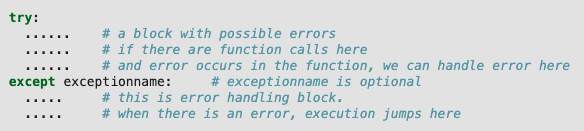 try:
  ......    # a block with possible errors
  ......    # if there are function calls here
  ......    # and error occurs in the function, we can handle error here
except exceptionname:     # exceptionname is optional
  .....     # this is error handling block.
  .....     # when there is an error, execution jumps here